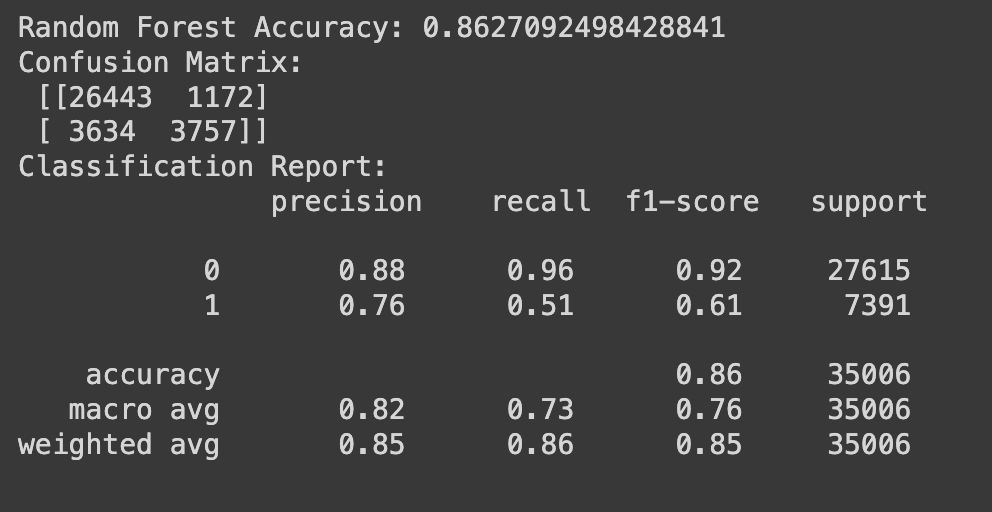 Random Forest Accuracy: 0.8627092498428841
Confusion Matrix:
[[26443 1172]
[ 3634 3757]]
Classification Report:
precision recall f1-score support
0 0.88 0.96 0.92 27615
1 0.76 0.51 0.61 7391
accuracy 0.86 35006
macro avg 0.82 0.73 0.76 35006
weighted avg 0.85 0.86 0.85 35006